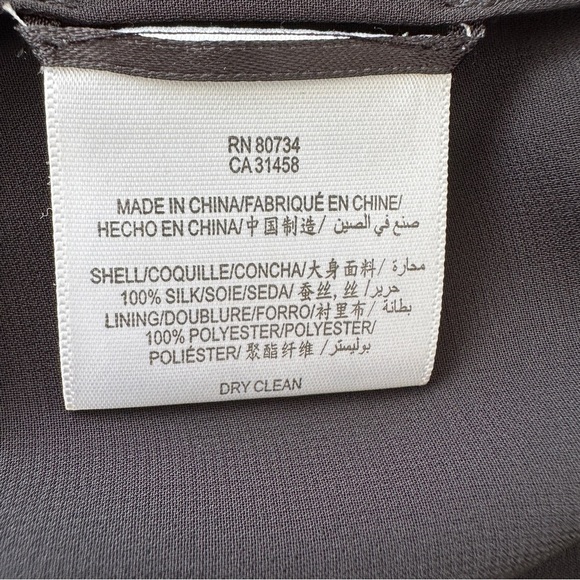 RN 80734
CA 31458
MADE IN CHINA/FABRIQUÉ EN CHINE/
HECHO EN CHINA/中国制造/ صنع في الصين
SHELL/COQUILLE/CONCHA/大身面料/ محارة/
100% SILK/SOIE/SEDA/ 蚕丝, 丝/ حرير/
LINING/DOUBLURE/FORRO/衬里布/ بطانة/
100% POLYESTER/POLYESTER/
POLIÉSTER/ 聚酯纤维/ بوليستر/
DRY CLEAN